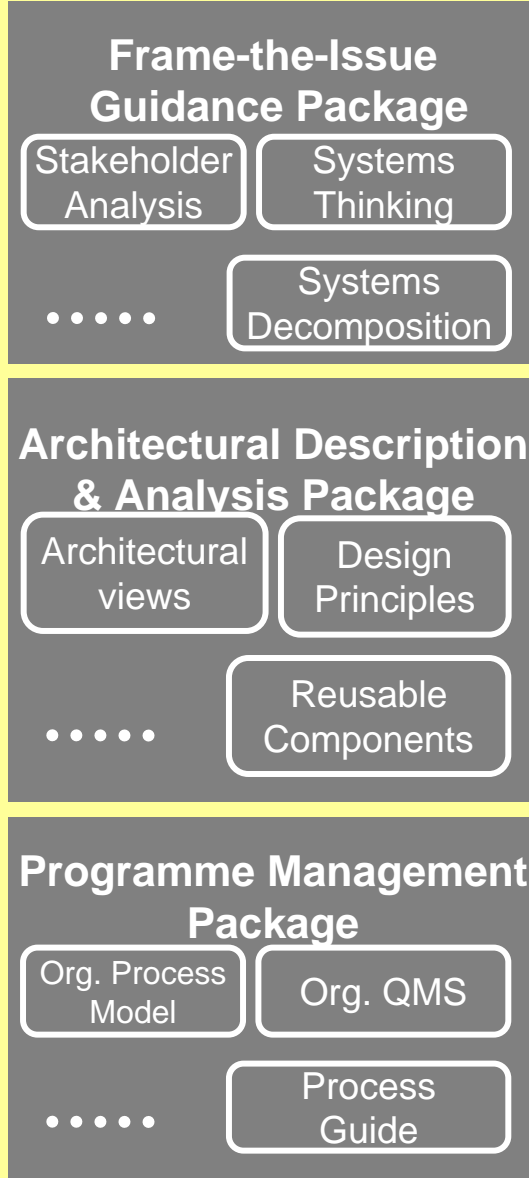 Frame-the-Issue
Guidance Package
Stakeholder
Analysis
Systems
Thinking
.....
Systems
Decomposition
Architectural Description
& Analysis Package
Architectural
views
Design
Principles
.....
Reusable
Components
Programme Management
Package
Org. Process
Model
Org. QMS
.....
Process
Guide